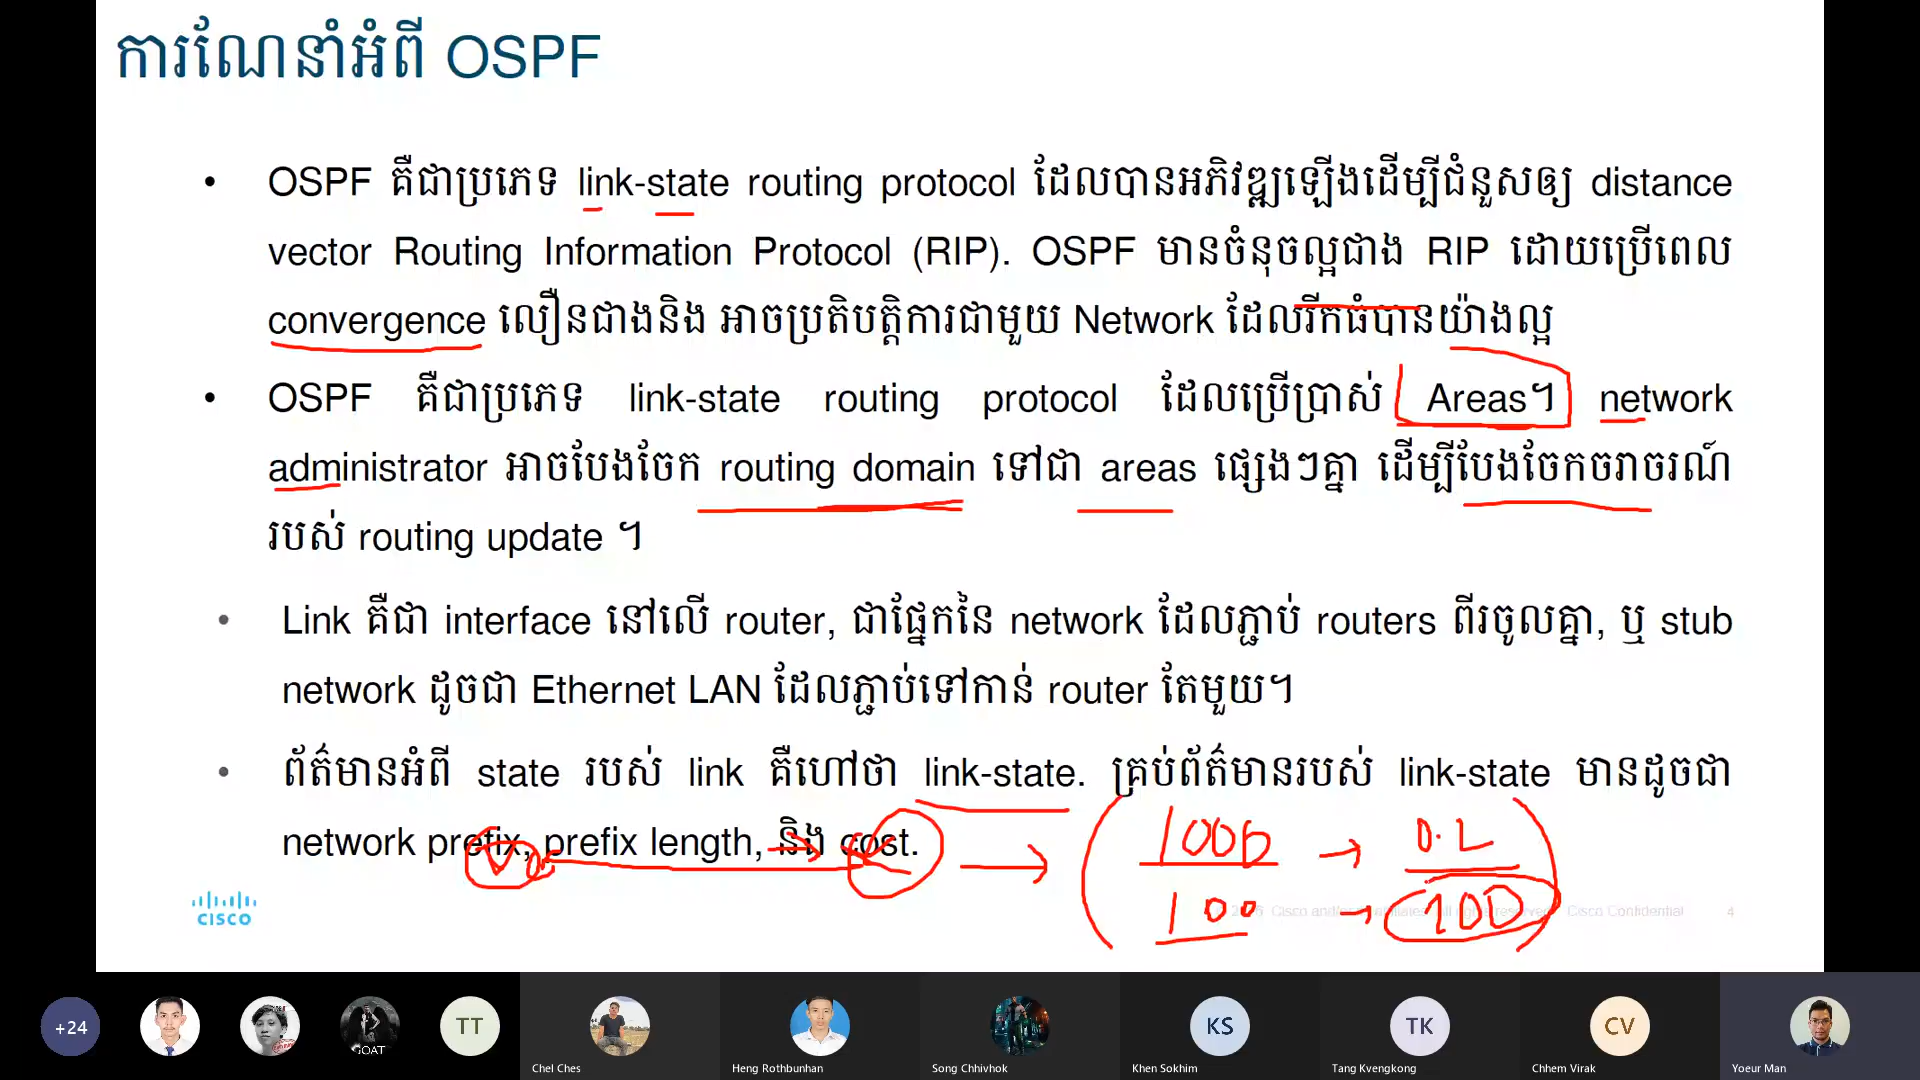 ការណែនាំអំពី OSPF
• OSPF គឺជាប្រភេទ link-state routing protocol ដែលបានអភិវឌ្ឍឡើងដើម្បីជំនួសឲ្យ distance
vector Routing Information Protocol (RIP). OSPF មានចំនុចល្អជាង RIP ដោយប្រើពេល
convergence លឿនជាងនិង អាចប្រតិបត្តិការជាមួយ Network ដែលរីកធំបានយ៉ាងល្អ
• OSPF គឺជាប្រភេទ link-state routing protocol ដែលប្រើប្រាស់ Areas។ network
administrator អាចបែងចែក routing domain ទៅជា areas ផ្សេងៗគ្នា ដើម្បីបែងចែកចរាចរណ៍
របស់ routing update ។
• Link គឺជា interface នៅលើ router, ជាផ្នែកនៃ network ដែលភ្ជាប់ routers ពីរចូលគ្នា, ឬ stub
network ដូចជា Ethernet LAN ដែលភ្ជាប់ទៅកាន់ router តែមួយ។
• ព័ត៌មានអំពី state របស់ link គឺហៅថា link-state. គ្រប់ព័ត៌មានរបស់ link-state មានដូចជា
network prefix, prefix length, និង cost.
100 → 100
CISCO
Cisco and/or its affiliates. All rights reserved. Cisco Confidential 4
+24
GOAT
TT
KS
TK
CV
Chel Ches
Heng Rothbunhan
Song Chhivhok
Khen Sokhim
Tang Kvengkong
Chhem Virak
Yoeur Man